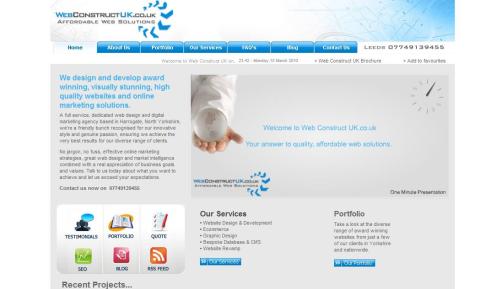 WebConstructUK.co.uk
Affordable Web Solutions
Home
About Us
Portfolio
Our Services
FAQ's
Blog
Contact Us
Leeds 07749139455
Welcome to Web Construct UK on, 23:42 - Monday, 15 March 2010
» Web Construct UK Brochure
» Add to favourites
We design and develop award
winning, visually stunning, high
quality websites and online
marketing solutions.
A full service, dedicated web design and digital
marketing agency based in Harrogate, North Yorkshire,
we're a friendly bunch recognised for our innovative
style and genuine passion, ensuring we achieve the
very best results for our diverse range of clients.
No jargon, no fuss, effective online marketing
strategies, great web design and market intelligence
combined with a real appreciation of business goals
and values. Talk to us today about what you want to
achieve and let us exceed your expectations.
Contact us now on 07749139455
Welcome to Web Construct UK.co.uk
Your answer to quality, affordable web solutions.
WebConstructUK.co.uk
Affordable Web Solutions
One Minute Presentation
TESTIMONIALS
PORTFOLIO
QUOTE
SEO
BLOG
RSS FEED
Our Services
• Website Design & Development
• Ecommerce
• Graphic Design
• Bespoke Database & CMS
• Website Revamp
» Our Services
Portfolio
Take a look at the diverse
range of award winning
websites from just a few
of our clients in Yorkshire
and nationwide.
» Our Portfolio
Recent Projects...